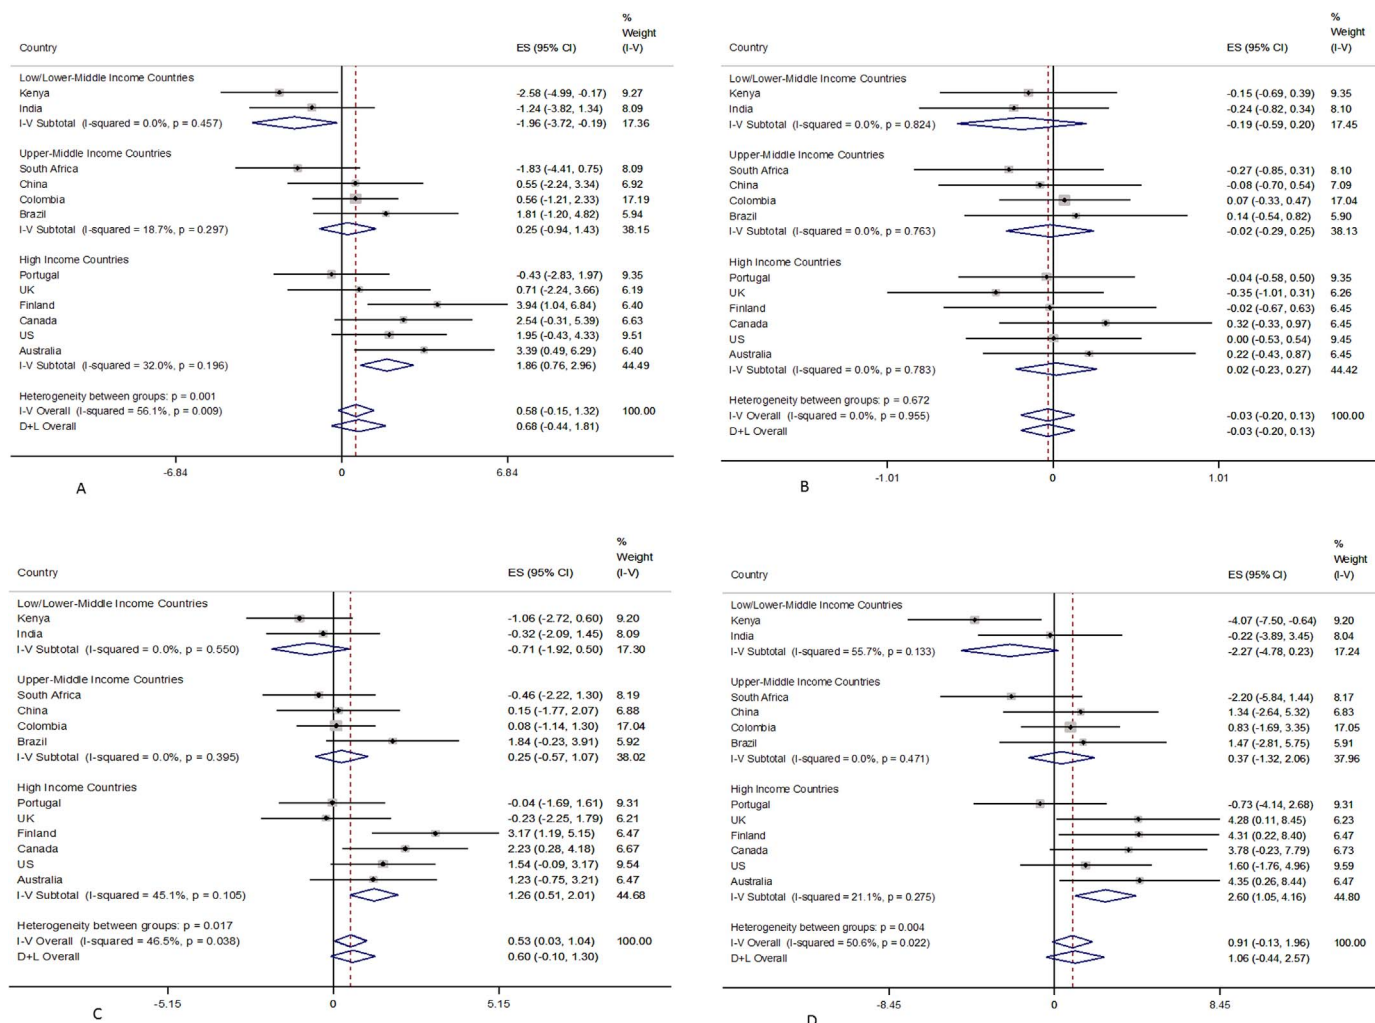 %
Weight
Country ES (95% CI) (I-V)
Low/Lower-Middle Income Countries
Kenya -2.58 (-4.99, -0.17) 9.27
India -1.24 (-3.82, 1.34) 8.09
I-V Subtotal (I-squared = 0.0%, p = 0.457) -1.96 (-3.72, -0.19) 17.36
Upper-Middle Income Countries
South Africa -1.83 (-4.41, 0.75) 8.09
China 0.55 (-2.24, 3.34) 6.92
Colombia 0.56 (-1.21, 2.33) 17.19
Brazil 1.81 (-1.20, 4.82) 5.94
I-V Subtotal (I-squared = 18.7%, p = 0.297) 0.25 (-0.94, 1.43) 38.15
High Income Countries
Portugal -0.43 (-2.83, 1.97) 9.35
UK 0.71 (-2.24, 3.66) 6.19
Finland 3.94 (1.04, 6.84) 6.40
Canada 2.54 (-0.31, 5.39) 6.63
US 1.95 (-0.43, 4.33) 9.51
Australia 3.39 (0.49, 6.29) 6.40
I-V Subtotal (I-squared = 32.0%, p = 0.196) 1.86 (0.76, 2.96) 44.49
Heterogeneity between groups: p = 0.001
I-V Overall (I-squared = 56.1%, p = 0.009) 0.58 (-0.15, 1.32) 100.00
D+L Overall 0.68 (-0.44, 1.81)
-6.84 0 6.84
A
%
Weight
Country ES (95% CI) (I-V)
Low/Lower-Middle Income Countries
Kenya -0.15 (-0.69, 0.39) 9.35
India -0.24 (-0.82, 0.34) 8.10
I-V Subtotal (I-squared = 0.0%, p = 0.824) -0.19 (-0.59, 0.20) 17.45
Upper-Middle Income Countries
South Africa -0.27 (-0.85, 0.31) 8.10
China -0.08 (-0.70, 0.54) 7.09
Colombia 0.07 (-0.33, 0.47) 17.04
Brazil 0.14 (-0.54, 0.82) 5.90
I-V Subtotal (I-squared = 0.0%, p = 0.763) -0.02 (-0.29, 0.25) 38.13
High Income Countries
Portugal -0.04 (-0.58, 0.50) 9.35
UK -0.35 (-1.01, 0.31) 6.26
Finland -0.02 (-0.67, 0.63) 6.45
Canada 0.32 (-0.33, 0.97) 6.45
US 0.00 (-0.53, 0.54) 9.45
Australia 0.22 (-0.43, 0.87) 6.45
I-V Subtotal (I-squared = 0.0%, p = 0.783) 0.02 (-0.23, 0.27) 44.42
Heterogeneity between groups: p = 0.672
I-V Overall (I-squared = 0.0%, p = 0.955) -0.03 (-0.20, 0.13) 100.00
D+L Overall -0.03 (-0.20, 0.13)
-1.01 0 1.01
B
%
Weight
Country ES (95% CI) (I-V)
Low/Lower-Middle Income Countries
Kenya -1.06 (-2.72, 0.60) 9.20
India -0.32 (-2.09, 1.45) 8.09
I-V Subtotal (I-squared = 0.0%, p = 0.550) -0.71 (-1.92, 0.50) 17.30
Upper-Middle Income Countries
South Africa -0.46 (-2.22, 1.30) 8.19
China 0.15 (-1.77, 2.07) 6.88
Colombia 0.08 (-1.14, 1.30) 17.04
Brazil 1.84 (-0.23, 3.91) 5.92
I-V Subtotal (I-squared = 0.0%, p = 0.395) 0.25 (-0.57, 1.07) 38.02
High Income Countries
Portugal -0.04 (-1.69, 1.61) 9.31
UK -0.23 (-2.25, 1.79) 6.21
Finland 3.17 (1.19, 5.15) 6.47
Canada 2.23 (0.28, 4.18) 6.67
US 1.54 (-0.09, 3.17) 9.54
Australia 1.23 (-0.75, 3.21) 6.47
I-V Subtotal (I-squared = 45.1%, p = 0.105) 1.26 (0.51, 2.01) 44.68
Heterogeneity between groups: p = 0.017
I-V Overall (I-squared = 46.5%, p = 0.038) 0.53 (0.03, 1.04) 100.00
D+L Overall 0.60 (-0.10, 1.30)
-5.15 0 5.15
C
%
Weight
Country ES (95% CI) (I-V)
Low/Lower-Middle Income Countries
Kenya -4.07 (-7.50, -0.64) 9.20
India -0.22 (-3.89, 3.45) 8.04
I-V Subtotal (I-squared = 55.7%, p = 0.133) -2.27 (-4.78, 0.23) 17.24
Upper-Middle Income Countries
South Africa -2.20 (-5.84, 1.44) 8.17
China 1.34 (-2.64, 5.32) 6.83
Colombia 0.83 (-1.69, 3.35) 17.05
Brazil 1.47 (-2.81, 5.75) 5.91
I-V Subtotal (I-squared = 0.0%, p = 0.471) 0.37 (-1.32, 2.06) 37.96
High Income Countries
Portugal -0.73 (-4.14, 2.68) 9.31
UK 4.28 (0.11, 8.45) 6.23
Finland 4.31 (0.22, 8.40) 6.47
Canada 3.78 (-0.23, 7.79) 6.73
US 1.60 (-1.76, 4.96) 9.59
Australia 4.35 (0.26, 8.44) 6.47
I-V Subtotal (I-squared = 21.1%, p = 0.275) 2.60 (1.05, 4.16) 44.80
Heterogeneity between groups: p = 0.004
I-V Overall (I-squared = 50.6%, p = 0.022) 0.91 (-0.13, 1.96) 100.00
D+L Overall 1.06 (-0.44, 2.57)
-8.45 0 8.45
D